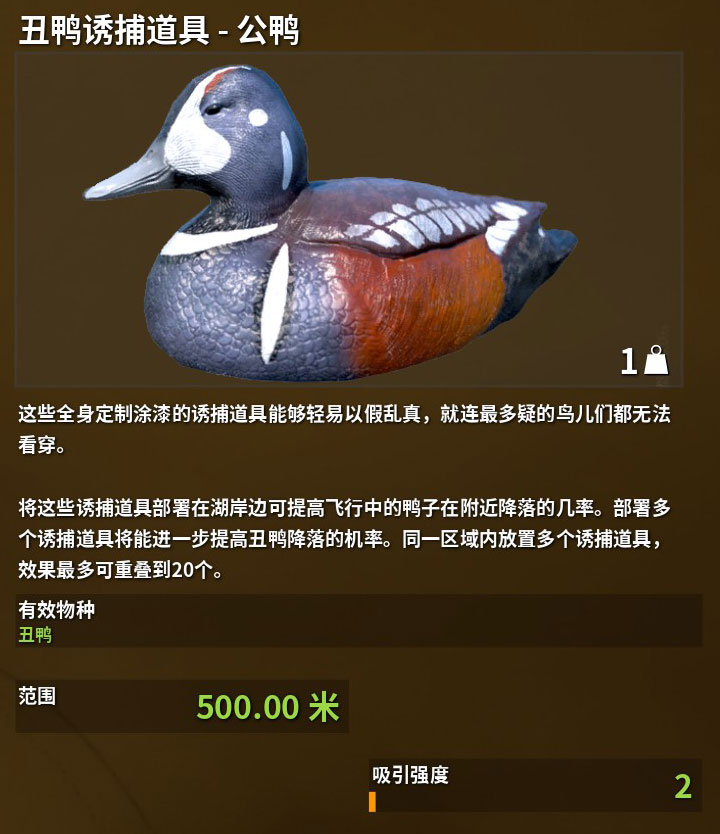 丑鸭诱捕道具 - 公鸭
1
这些全身定制涂漆的诱捕道具能够轻易以假乱真，就连最多疑的鸟儿们都无法
看穿。
将这些诱捕道具部署在湖岸边可提高飞行中的鸭子在附近降落的几率。部署多
个诱捕道具将能进一步提高丑鸭降落的机率。同一区域内放置多个诱捕道具，
效果最多可重叠到20个。
有效物种
丑鸭
范围
500.00 米
吸引强度
2